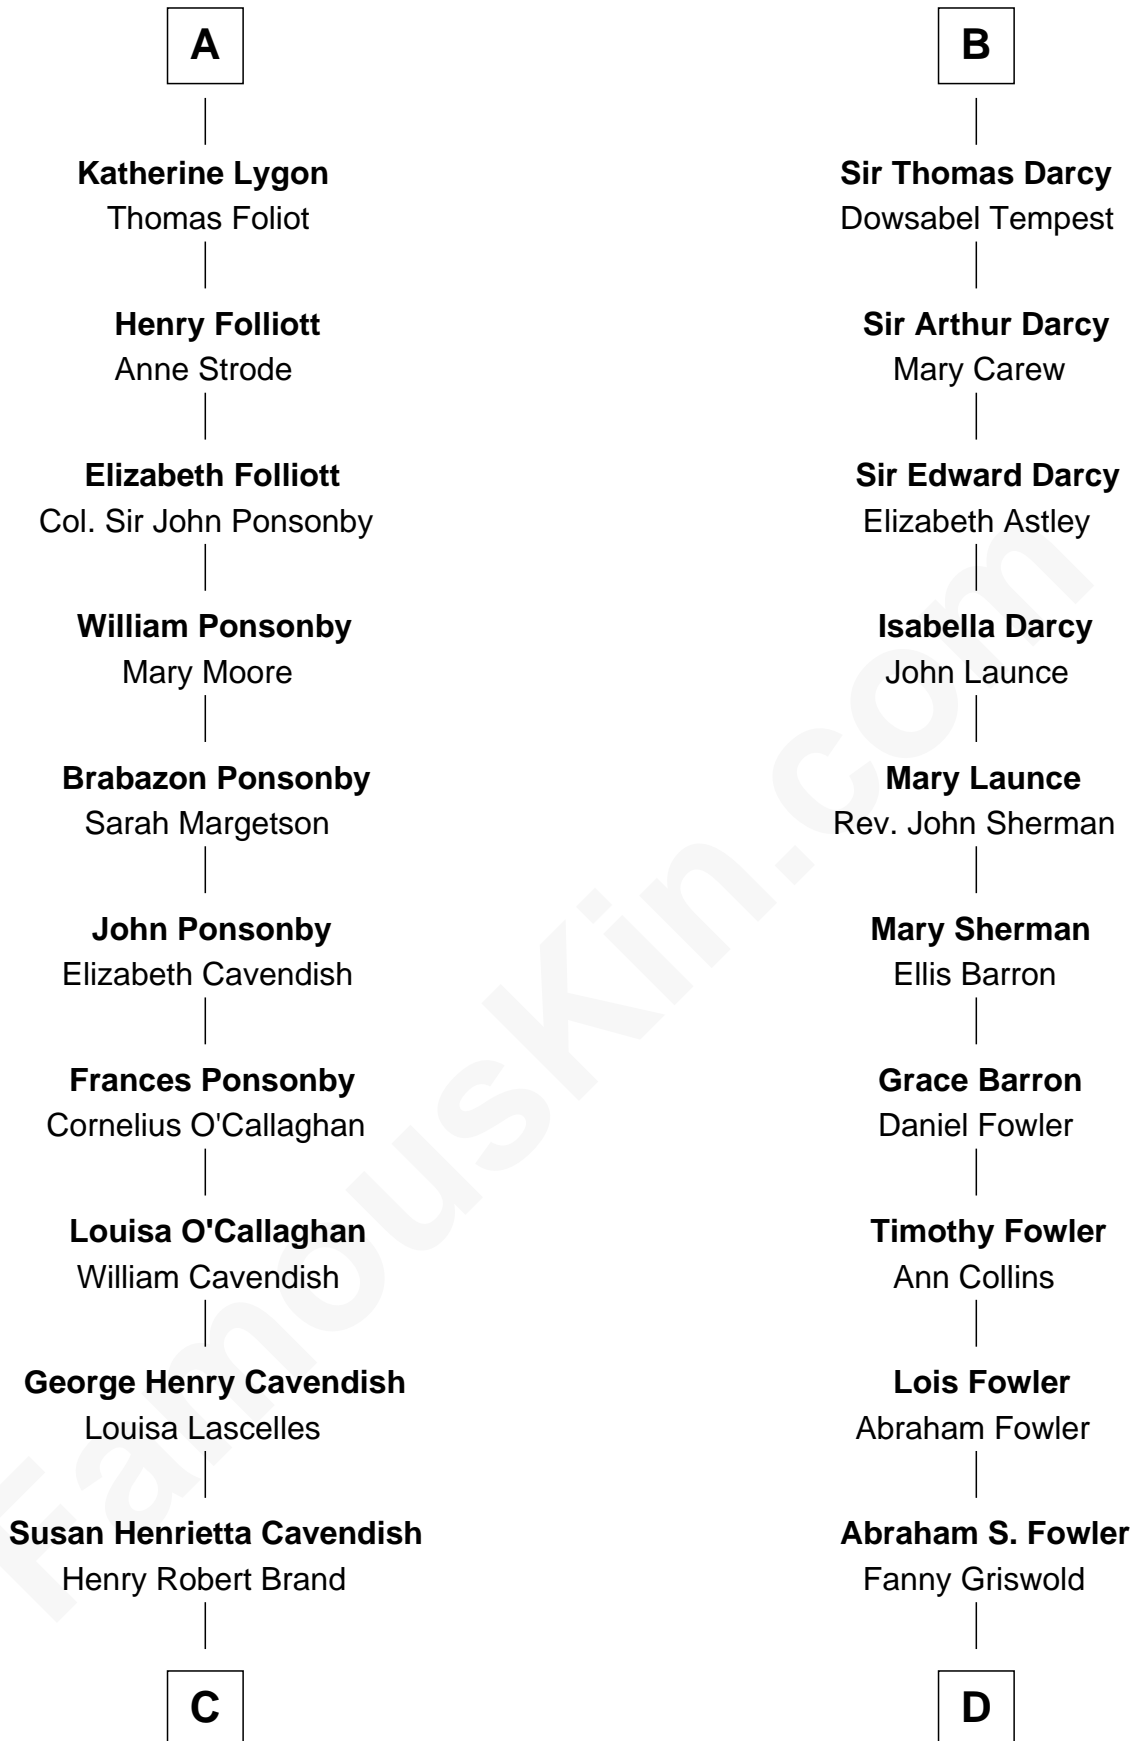 A
Katherine Lygon
Thomas Foliot
Henry Folliott
Anne Strode
Elizabeth Folliott
Col. Sir John Ponsonby
William Ponsonby
Mary Moore
Brabazon Ponsonby
Sarah Margetson
John Ponsonby
Elizabeth Cavendish
Frances Ponsonby
Cornelius O'Callaghan
Louisa O'Callaghan
William Cavendish
George Henry Cavendish
Louisa Lascelles
Susan Henrietta Cavendish
Henry Robert Brand
C
B
Sir Thomas Darcy
Dowsabel Tempest
Sir Arthur Darcy
Mary Carew
Sir Edward Darcy
Elizabeth Astley
Isabella Darcy
John Launce
Mary Launce
Rev. John Sherman
Mary Sherman
Ellis Barron
Grace Barron
Daniel Fowler
Timothy Fowler
Ann Collins
Lois Fowler
Abraham Fowler
Abraham S. Fowler
Fanny Griswold
D
FamousKin.com